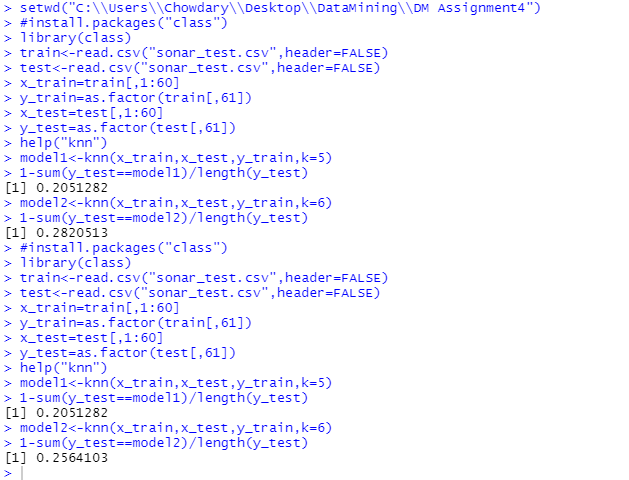 > setwd("C:\\Users\\Chowdary\\Desktop\\DataMining\\DM Assignment4")
> #install.packages("class")
> library(class)
> train<-read.csv("sonar_test.csv",header=FALSE)
> test<-read.csv("sonar_test.csv",header=FALSE)
> x_train=train[,1:60]
> y_train=as.factor(train[,61])
> x_test=test[,1:60]
> y_test=as.factor(test[,61])
> help("knn")
> model1<-knn(x_train,x_test,y_train,k=5)
> 1-sum(y_test==model1)/length(y_test)
[1] 0.2051282
> model2<-knn(x_train,x_test,y_train,k=6)
> 1-sum(y_test==model2)/length(y_test)
[1] 0.2820513
> #install.packages("class")
> library(class)
> train<-read.csv("sonar_test.csv",header=FALSE)
> test<-read.csv("sonar_test.csv",header=FALSE)
> x_train=train[,1:60]
> y_train=as.factor(train[,61])
> x_test=test[,1:60]
> y_test=as.factor(test[,61])
> help("knn")
> model1<-knn(x_train,x_test,y_train,k=5)
> 1-sum(y_test==model1)/length(y_test)
[1] 0.2051282
> model2<-knn(x_train,x_test,y_train,k=6)
> 1-sum(y_test==model2)/length(y_test)
[1] 0.2564103
>